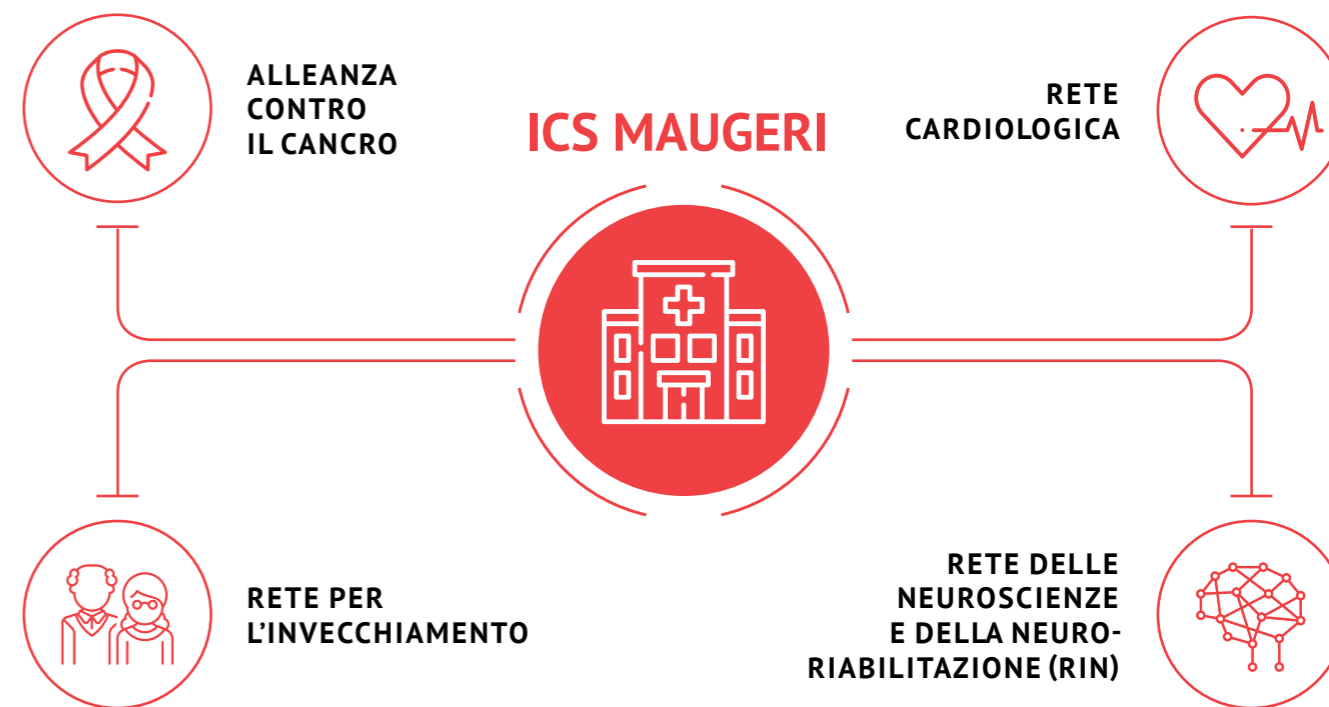 ALLEANZA
CONTRO
IL CANCRO
ICS MAUGERI
RETE
CARDIOLOGICA
RETE PER
L’INVECCHIAMENTO
RETE DELLE
NEUROSCIENZE
E DELLA NEURO-
RIABILITAZIONE (RIN)